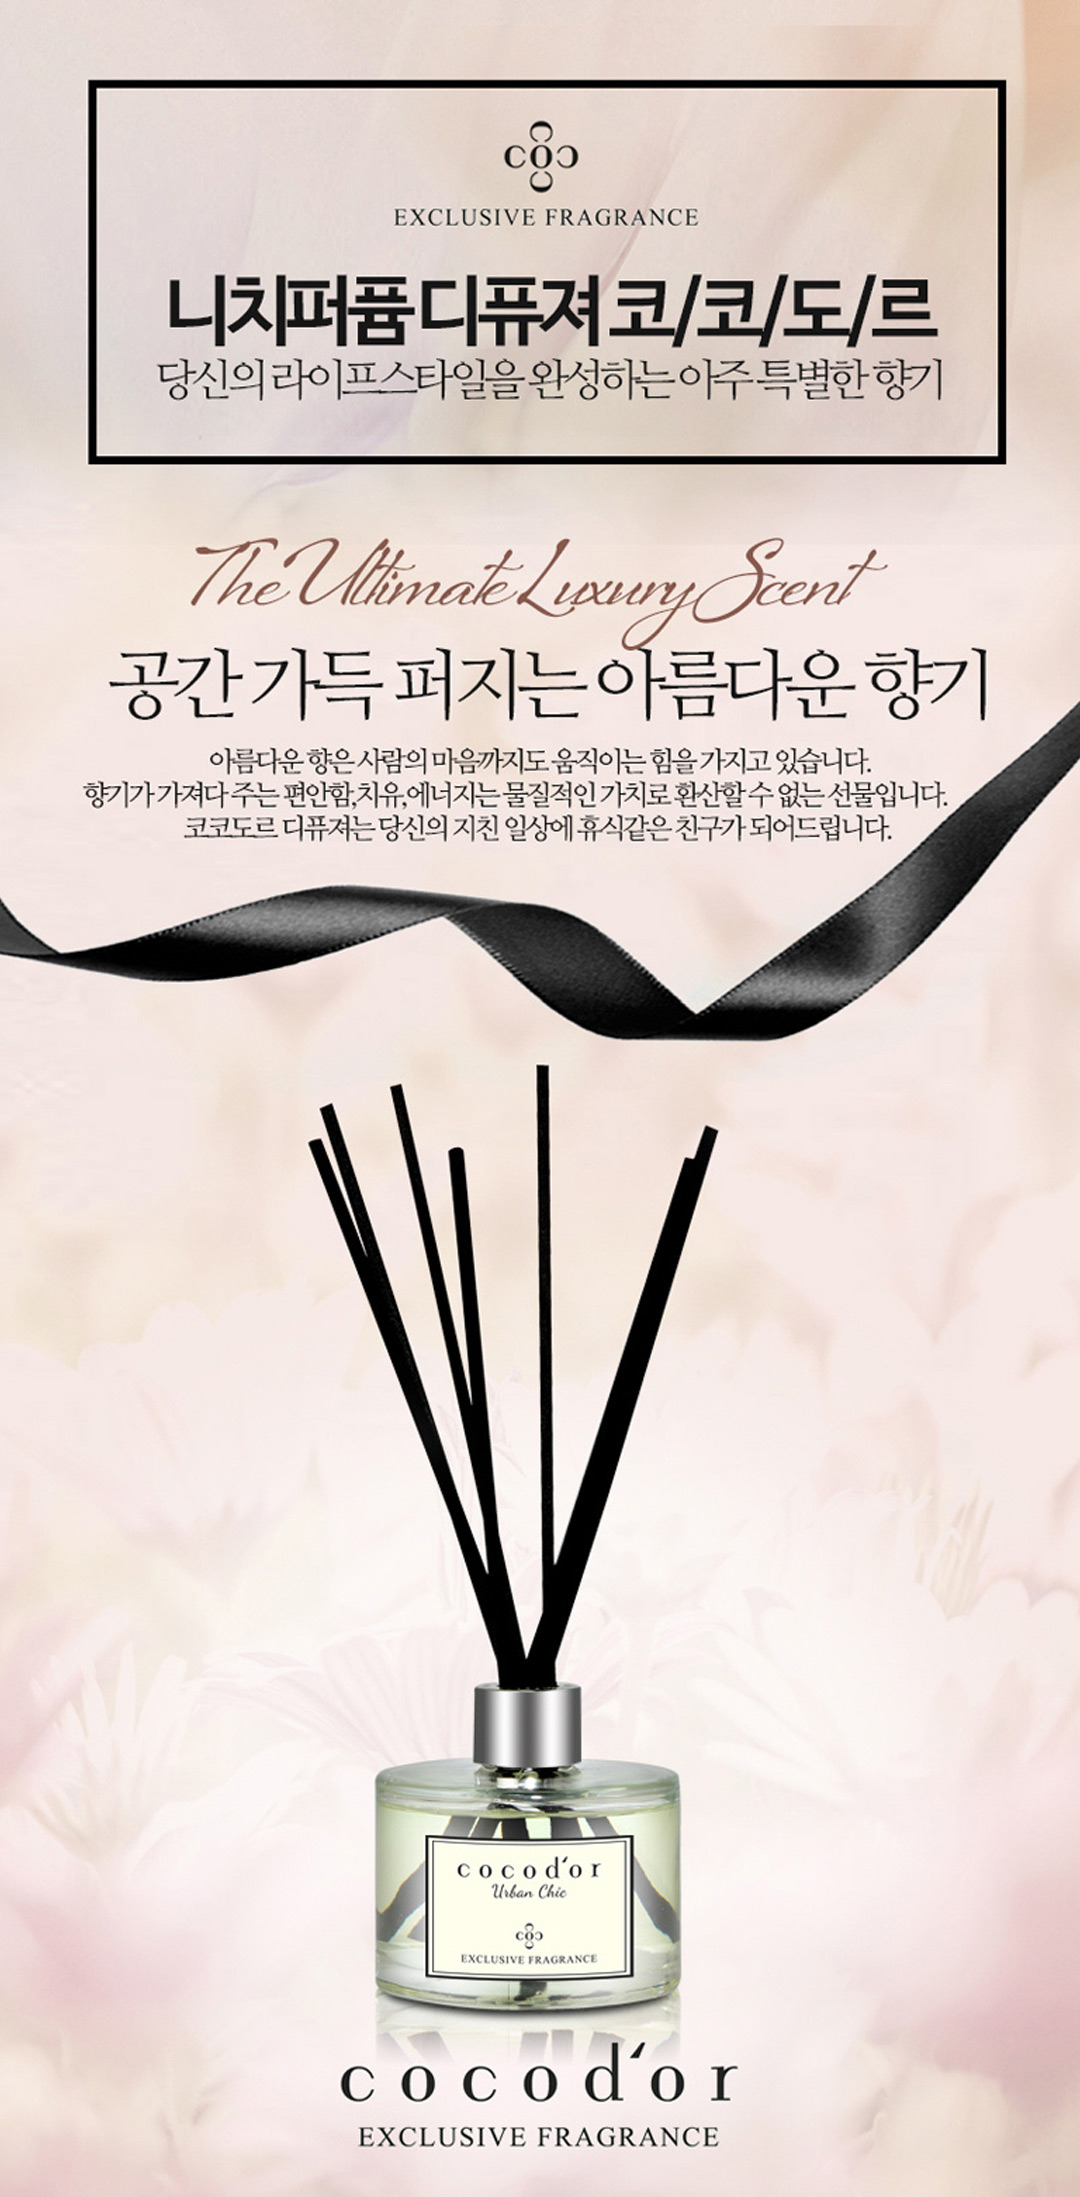 COC
EXCLUSIVE FRAGRANCE
니치퍼퓸 디퓨져 코/코/도/르
당신의 라이프스타일을 완성하는 아주 특별한 향기
The Ultimate Luxury Scent
공간 가득 퍼지는 아름다운 향기
아름다운 향은 사람의 마음까지도 움직이는 힘을 가지고 있습니다.
향기가 가져다 주는 편안함,치유,에너지는 물질적인 가치로 환산할 수 없는 선물입니다.
코코도르 디퓨져는 당신의 지친 일상에 휴식같은 친구가 되어드립니다.
cocod'or
Urban Chic
COC
EXCLUSIVE FRAGRANCE
cocod'or
EXCLUSIVE FRAGRANCE